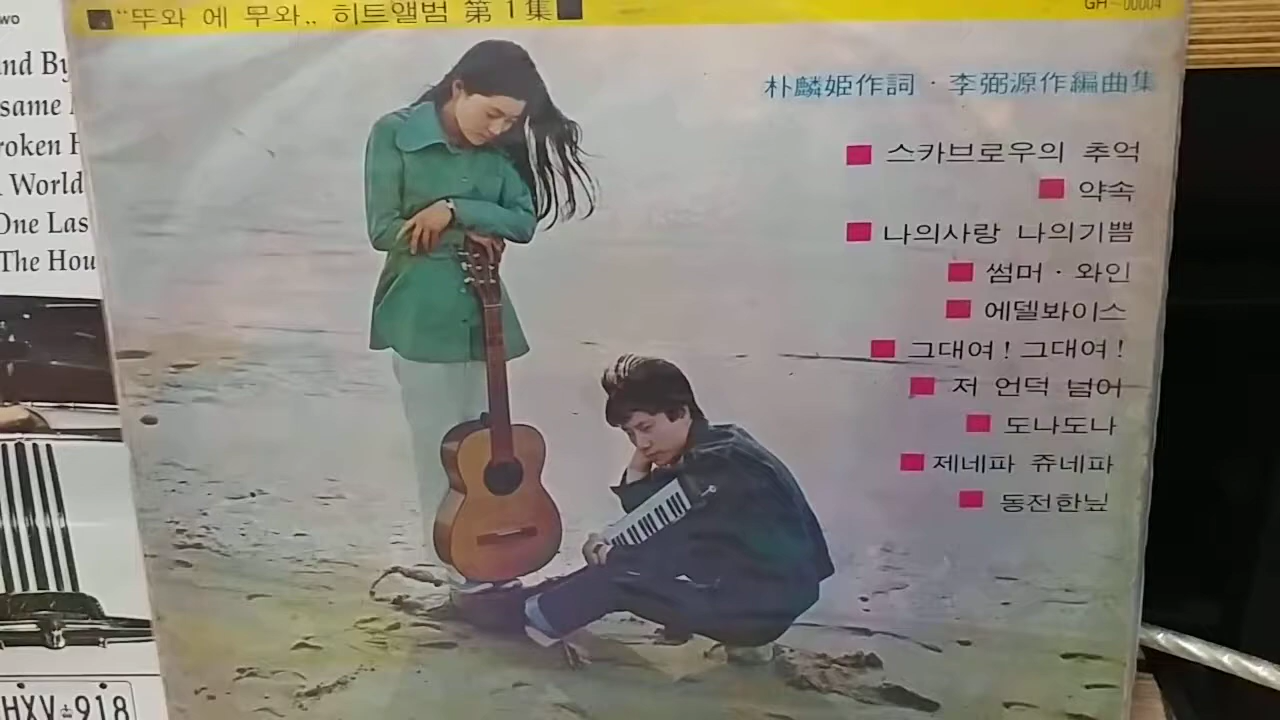 ■“뚜와 에 무와.. 히트앨범 第1集■
GH-00004
朴麟姬作詞·李弼源作編曲集
■ 스카브로우의 추억
■ 약속
■ 나의사랑 나의기쁨
■ 썸머·와인
■ 에델봐이스
■ 그대여! 그대여!
■ 저 언덕 넘어
■ 도나도나
■ 제네파 쥬네파
■ 동전한닢
WO
nd By
same
roken H
World
One Las
The Hou
HXV 918